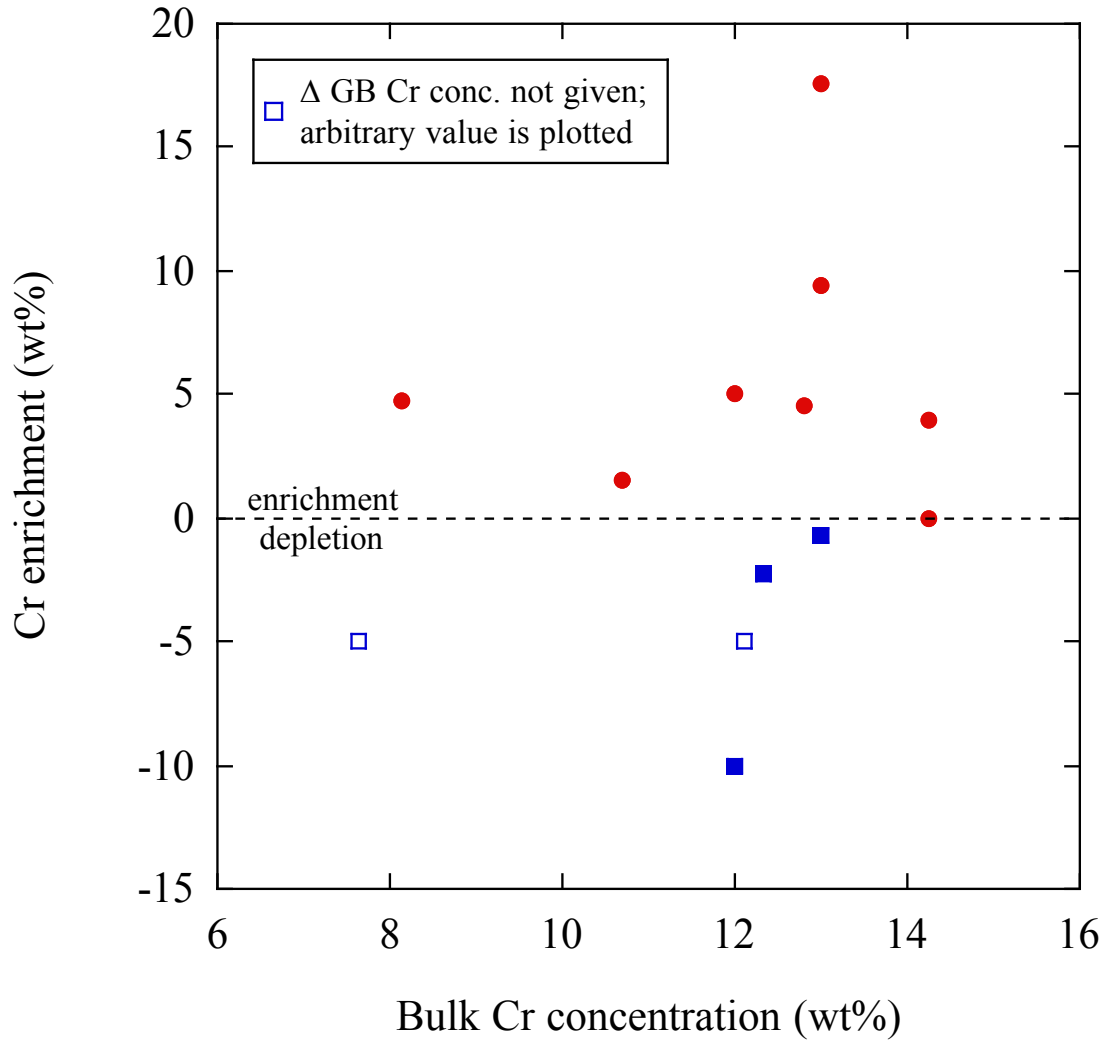 20
Δ GB Cr conc. not given;
arbitrary value is plotted
15
10
5
enrichment
0
depletion
-5
-10
-15
6 8 10 12 14 16
Cr enrichment (wt%)
Bulk Cr concentration (wt%)